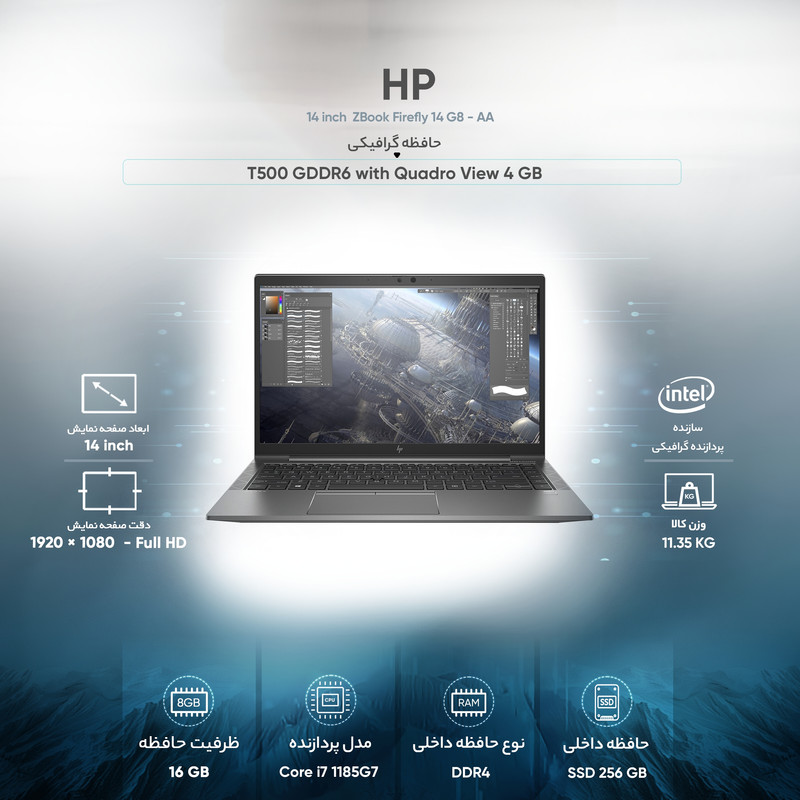 HP
14 inch ZBook Firefly 14 G8 - AA
حافظه گرافیکی
T500 GDDR6 with Quadro View 4 GB
ابعاد صفحه نمایش
14 inch
دقت صفحه نمایش
1920 × 1080 - Full HD
intel
سازنده
پردازنده گرافیکی
KG
وزن کالا
11.35 KG
hp
8GB
ظرفیت حافظه
16 GB
CPU
مدل پردازنده
Core i7 1185G7
RAM
نوع حافظه داخلی
DDR4
SSD
حافظه داخلی
SSD 256 GB